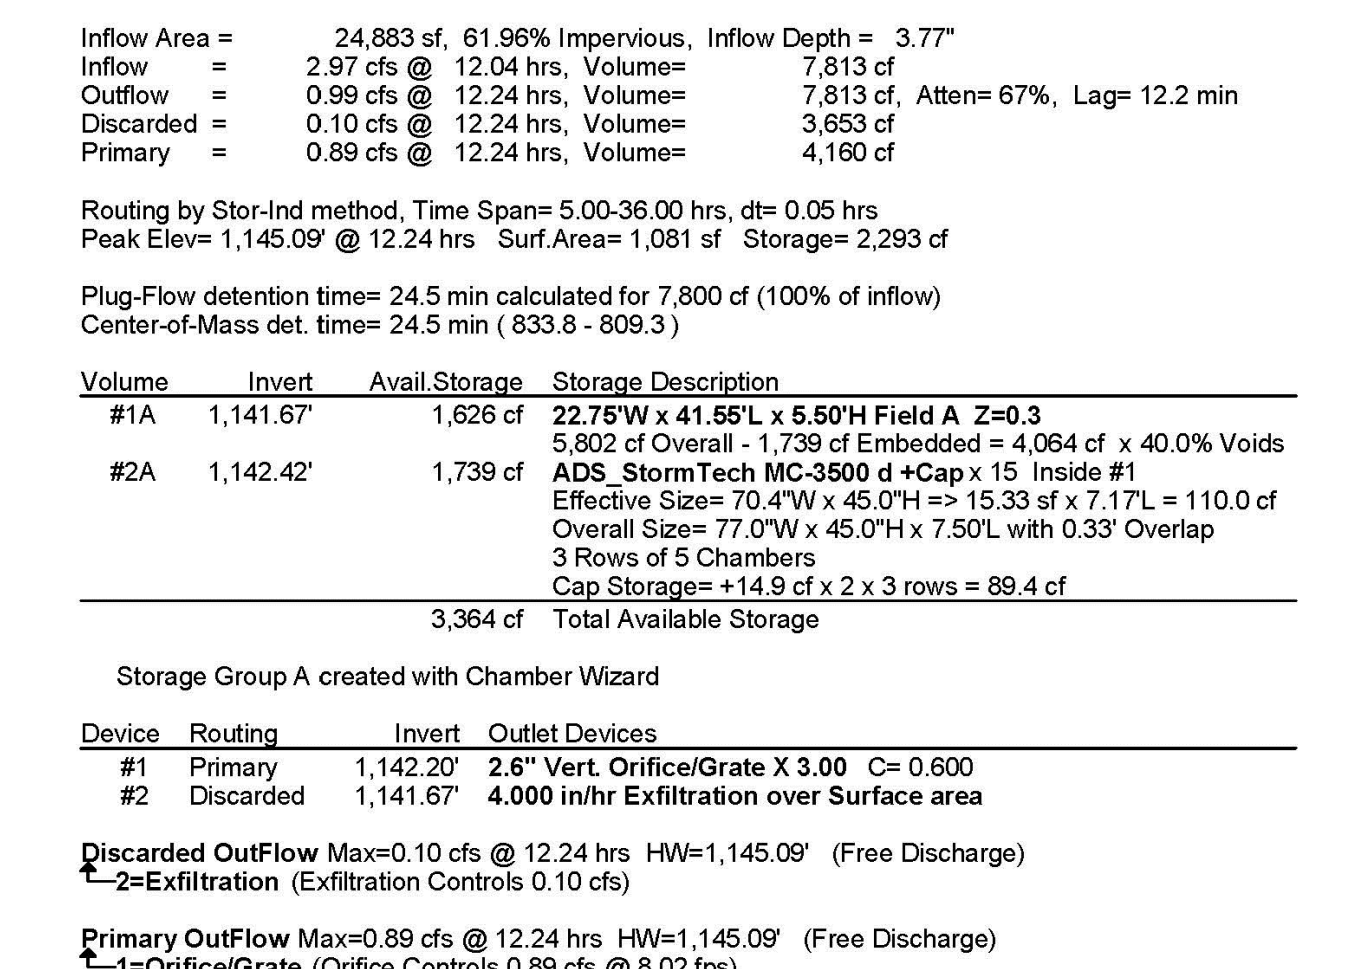 Inflow Area = 24,883 sf, 61.96% Impervious, Inflow Depth = 3.77"
Inflow = 2.97 cfs @ 12.04 hrs, Volume= 7,813 cf
Outflow = 0.99 cfs @ 12.24 hrs, Volume= 7,813 cf, Atten= 67%, Lag= 12.2 min
Discarded = 0.10 cfs @ 12.24 hrs, Volume= 3,653 cf
Primary = 0.89 cfs @ 12.24 hrs, Volume= 4,160 cf
Routing by Stor-Ind method, Time Span= 5.00-36.00 hrs, dt= 0.05 hrs
Peak Elev= 1,145.09' @ 12.24 hrs Surf.Area= 1,081 sf Storage= 2,293 cf
Plug-Flow detention time= 24.5 min calculated for 7,800 cf (100% of inflow)
Center-of-Mass det. time= 24.5 min ( 833.8 - 809.3 )
Volume Invert Avail.Storage Storage Description
#1A 1,141.67' 1,626 cf 22.75'W x 41.55'L x 5.50'H Field A Z=0.3
5,802 cf Overall - 1,739 cf Embedded = 4,064 cf x 40.0% Voids
#2A 1,142.42' 1,739 cf ADS_StormTech MC-3500 d +Cap x 15 Inside #1
Effective Size= 70.4"W x 45.0"H => 15.33 sf x 7.17'L = 110.0 cf
Overall Size= 77.0"W x 45.0"H x 7.50'L with 0.33' Overlap
3 Rows of 5 Chambers
Cap Storage= +14.9 cf x 2 x 3 rows = 89.4 cf
3,364 cf Total Available Storage
Storage Group A created with Chamber Wizard
Device Routing Invert Outlet Devices
#1 Primary 1,142.20' 2.6" Vert. Orifice/Grate X 3.00 C= 0.600
#2 Discarded 1,141.67' 4.000 in/hr Exfiltration over Surface area
Discarded OutFlow Max=0.10 cfs @ 12.24 hrs HW=1,145.09' (Free Discharge)
2=Exfiltration (Exfiltration Controls 0.10 cfs)
Primary OutFlow Max=0.89 cfs @ 12.24 hrs HW=1,145.09' (Free Discharge)
1=Orifice/Grate (Orifice Controls 0.89 cfs @ 8.02 fps)